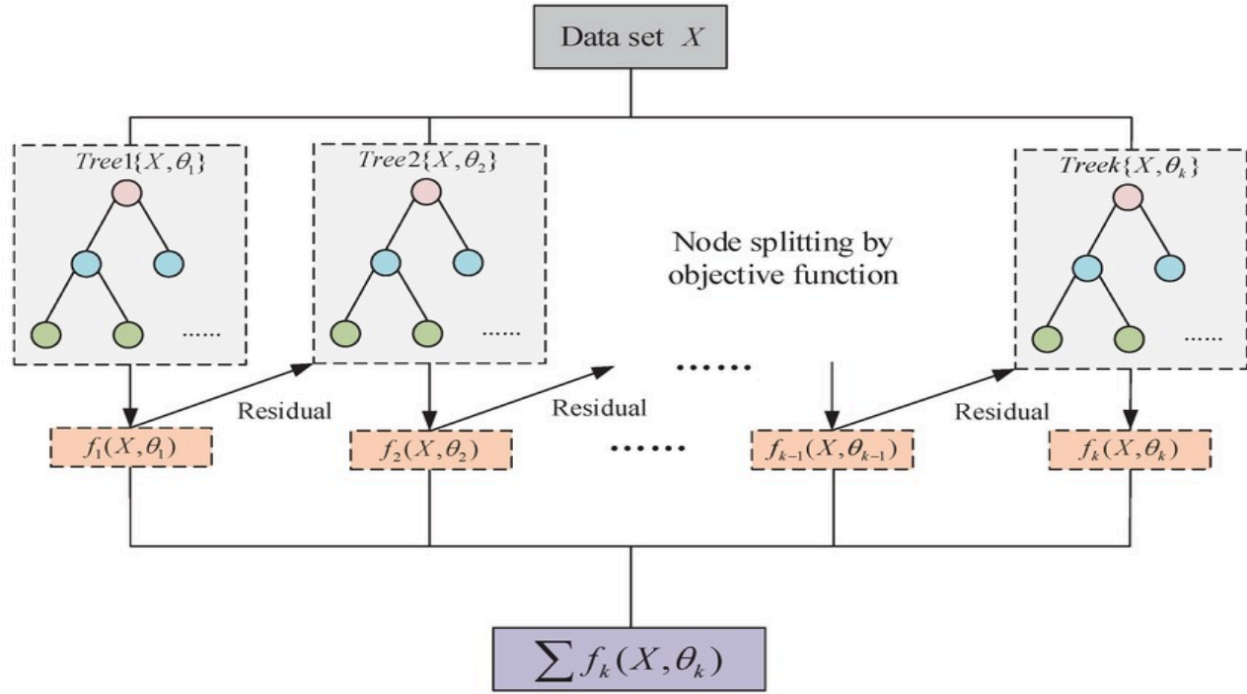 Data set X
Tree1{X,θ₁}
Tree2{X,θ₂}
Treek{X,θₖ}
Node splitting by
objective function
......
......
......
......
Residual
Residual
Residual
f₁(X,θ₁)
f₂(X,θ₂)
......
fₖ₋₁(X,θₖ₋₁)
fₖ(X,θₖ)
∑ fₖ(X,θₖ)